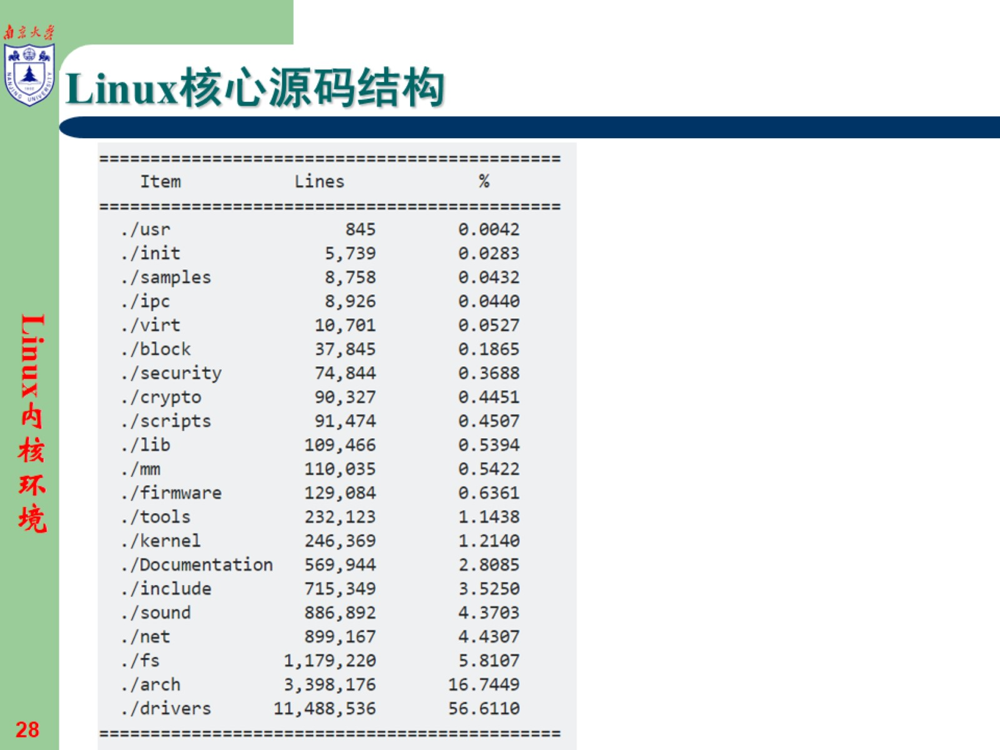 南京大学
NANJING UNIVERSITY
1902
Linux核心源码结构
=============================================
Item Lines %
=============================================
./usr 845 0.0042
./init 5,739 0.0283
./samples 8,758 0.0432
./ipc 8,926 0.0440
./virt 10,701 0.0527
./block 37,845 0.1865
./security 74,844 0.3688
./crypto 90,327 0.4451
./scripts 91,474 0.4507
./lib 109,466 0.5394
./mm 110,035 0.5422
./firmware 129,084 0.6361
./tools 232,123 1.1438
./kernel 246,369 1.2140
./Documentation 569,944 2.8085
./include 715,349 3.5250
./sound 886,892 4.3703
./net 899,167 4.4307
./fs 1,179,220 5.8107
./arch 3,398,176 16.7449
./drivers 11,488,536 56.6110
=============================================
Linux内核环境
28